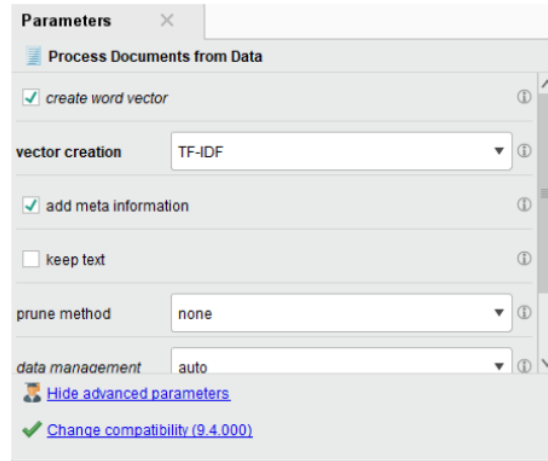 Parameters
Process Documents from Data
create word vector
vector creation TF-IDF
add meta information
keep text
prune method none
data management auto
Hide advanced parameters
Change compatibility (9.4.000)